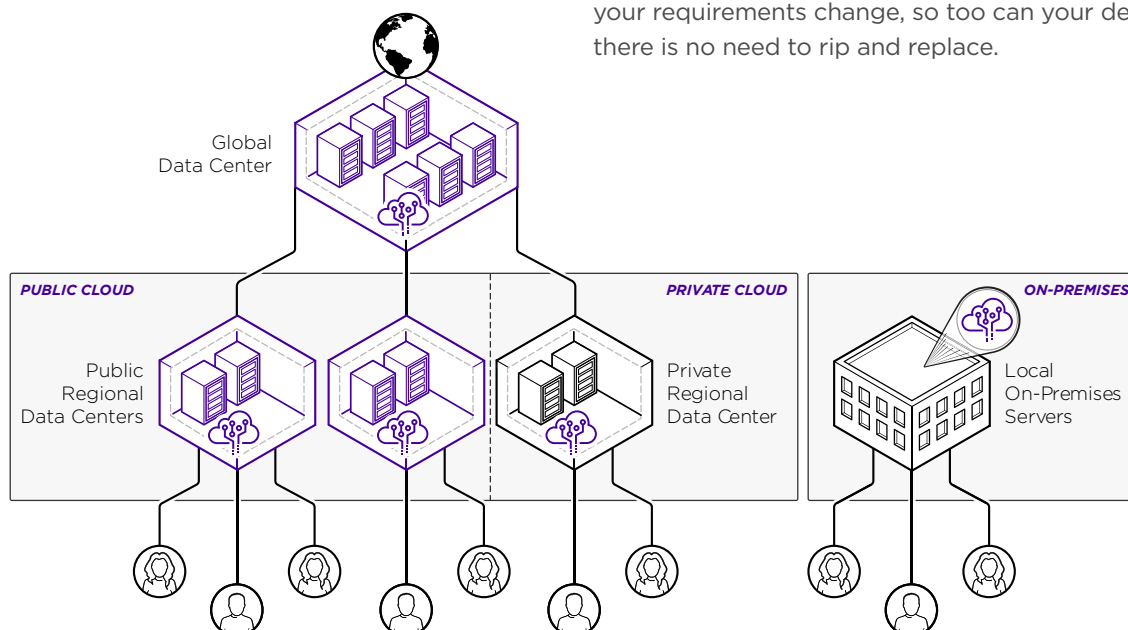 your requirements change, so too can your de
there is no need to rip and replace.
Global
Data Center
PUBLIC CLOUD
PRIVATE CLOUD
ON-PREMISES
Public
Regional
Data Centers
Private
Regional
Data Center
Local
On-Premises
Servers